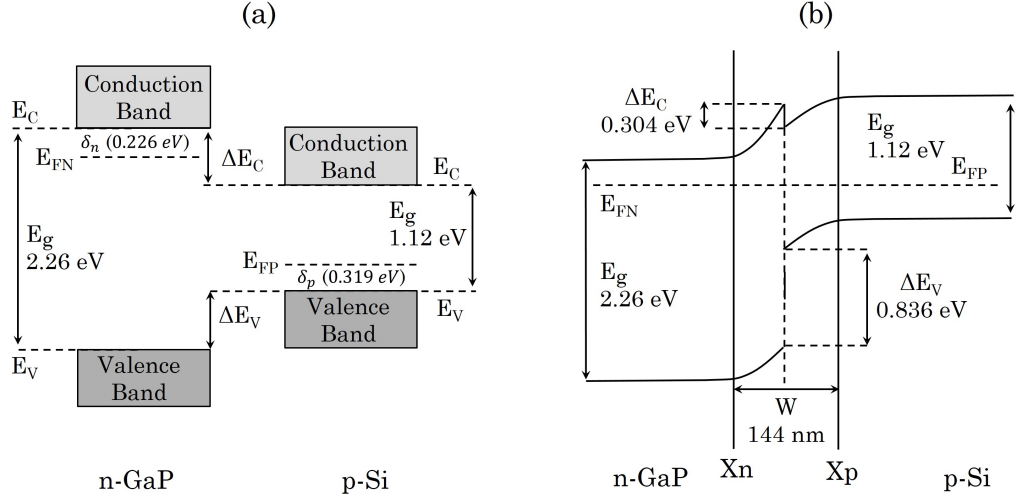 (a)
Conduction
Band
E_C
δ_n (0.226 eV)
E_FN
ΔE_C
Conduction
Band
E_C
E_g
2.26 eV
E_g
1.12 eV
E_FP
δ_p (0.319 eV)
ΔE_V
Valence
Band
E_V
E_V
Valence
Band
n-GaP
p-Si
(b)
ΔE_C
0.304 eV
E_g
1.12 eV
E_FP
E_FN
E_g
2.26 eV
ΔE_V
0.836 eV
W
144 nm
n-GaP
Xn
Xp
p-Si